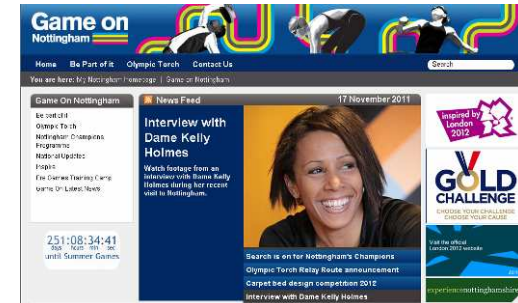 Game on
Nottingham
Home Be Part of it Olympic Torch Contact Us
Search
You are here: My Nottingham Homepage | Game on Nottingham
Game On Nottingham
Be part of it
Olympic Torch
Nottingham Champions
Programme
National Updates
Inspire
Pre Games Training Camp
Game On Latest News
251:08:34:41
days hours min sec
until Summer Games
News Feed
17 November 2011
Interview with
Dame Kelly
Holmes
Watch footage from an
interview with Dame Kelly
Holmes during her recent
visit to Nottingham.
Search is on for Nottingham's Champions
Olympic Torch Relay Route announcement
Carpet bed design competition 2012
Interview with Dame Kelly Holmes
inspired by
London
2012
GOLD
CHALLENGE
CHOOSE YOUR CHALLENGE
CHOOSE YOUR CAUSE
Visit the official
London 2012 website
experiencenottinghamshire